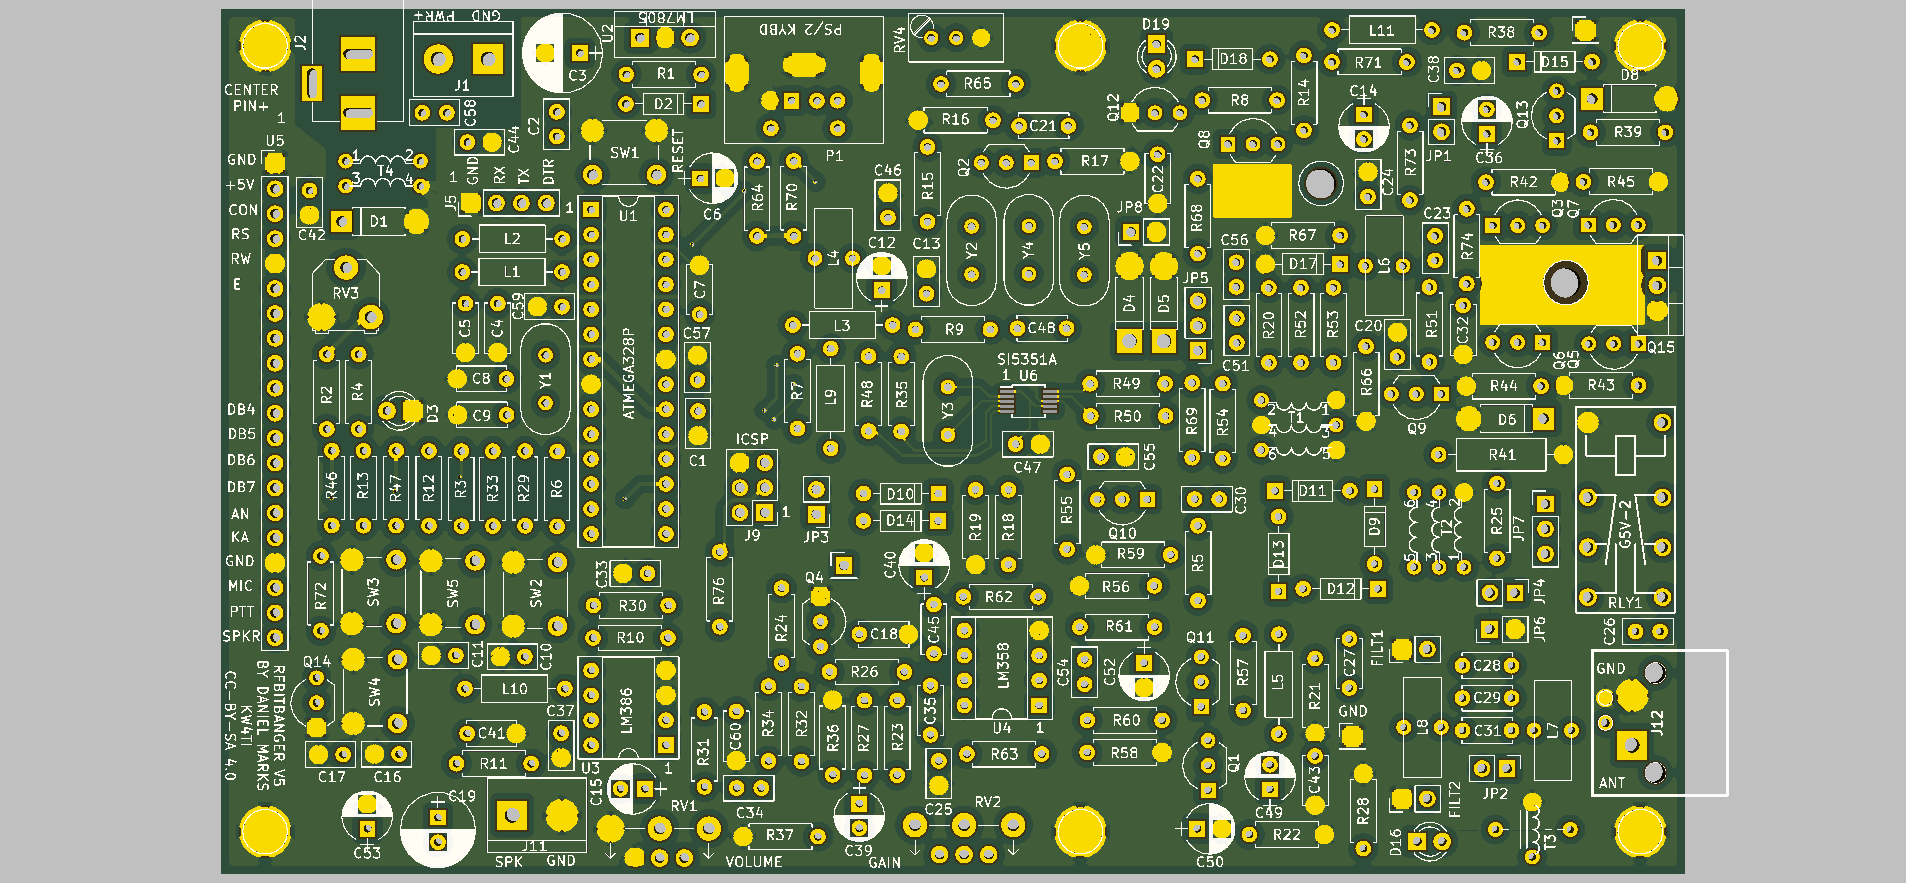 J2
CENTER
PIN+
1
PWR+ GND
J1
C58
C44
C3
U2
LM7805
R1
D2
C2
PS/2 KYBD
P1
RV4
R65
R16
C21
D19
D18
Q12
R8
R14
L11
R71
C14
R38
C38
D15
D8
JP1
C36
Q13
R39
U5
GND
+5V
CON
RS
RW
E
DB4
DB5
DB6
DB7
AN
KA
GND
MIC
PTT
SPKR
T4
1
2
3
4
C42
D1
J5
1
GND
RX
TX
DTR
SW1
RESET
C6
R64
R70
C46
R15
Q2
R17
C22
Q8
R68
C24
R73
R42
R45
Q3
Q7
L2
L1
RV3
C5
C4
C59
1
U1
ATMEGA328P
C7
C57
C1
L4
C12
C13
Y2
Y4
Y5
JP8
D4
D5
JP5
C56
C51
R67
D17
L6
C23
R74
R20
R52
R53
C20
R51
C32
Q6
Q5
Q15
R2
R4
D3
C8
C9
Y1
L3
R9
C48
R7
L9
R48
R35
Y3
SI5351A
1 U6
C47
R49
R50
C55
R69
R54
T1
2
1
4
3
6
5
R66
Q9
R44
R43
D6
R41
R46
R13
R47
R12
R3
R33
R29
R6
ICSP
J9
1
JP3
D10
D14
R19
R18
R55
Q10
C30
D11
D9
D13
D12
T2
6
4
2
5
3
1
R25
JP7
G5V-2
RLY1
R72
SW3
SW5
SW2
C33
R30
R10
R76
Q4
R24
C40
R62
C18
C45
R26
R59
R56
R61
R5
JP4
JP6
C26
Q14
SW4
C11
C10
L10
C37
C41
R11
C17
C16
LM386
U3
1
R31
C60
R34
R32
R36
R27
R23
C35
C25
LM358
U4
1
C54
C52
R60
R58
R63
Q11
R57
L5
R21
C27
FILT1
GND
C28
C29
C31
L8
L7
JP2
GND
J12
ANT
RFBITBANGER V5
BY DANIEL MARKS
KW4TI
CC BY SA 4.0
C53
C19
J11
SPK
GND
C15
RV1
C34
R37
VOLUME
C39
GAIN
RV2
Q1
C50
C49
C43
R22
R28
D16
FILT2
T3